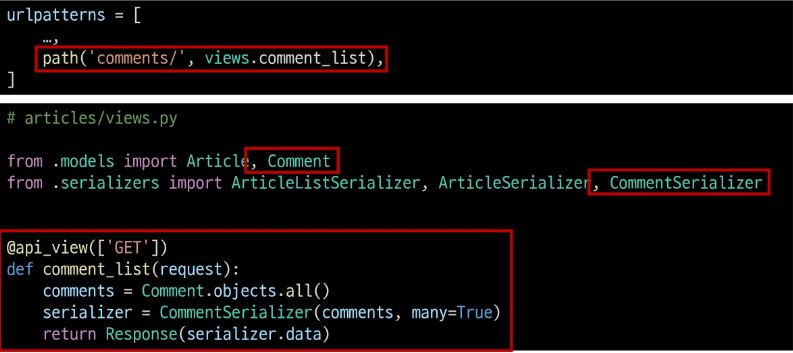 urlpatterns = [
…,
path('comments/', views.comment_list),
]
# articles/views.py
from .models import Article, Comment
from .serializers import ArticleListSerializer, ArticleSerializer, CommentSerializer
@api_view(['GET'])
def comment_list(request):
comments = Comment.objects.all()
serializer = CommentSerializer(comments, many=True)
return Response(serializer.data)